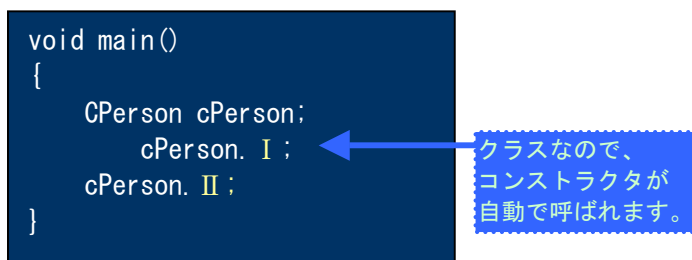 void main()
{
CPerson cPerson;
cPerson. Ⅰ;
cPerson. Ⅱ;
}
クラスなので、
コンストラクタが
自動で呼ばれます。